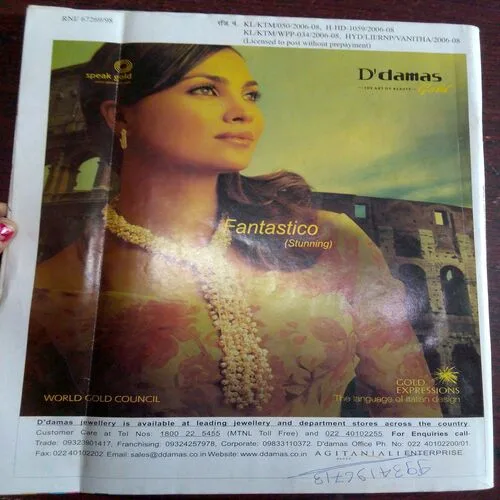 RNI/ 67269/98
रजि. नं. KL/KTM/050/2006-08, H-HD-1059/2006-08
KL/KTM/WPP-034/2006-08, HYD/LIERNP/VANITHA/2006-08
(Licensed to post without prepayment)
speak gold
D'damas
THE ART OF BEAUTY
Gold
Fantastico
(Stunning)
WORLD GOLD COUNCIL
GOLD
EXPRESSIONS
The language of italian design
D'damas jewellery is available at leading jewellery and department stores across the country.
Customer Care at Tel Nos: 1800 22 5455 (MTNL Toll Free) and 022 40102255. For Enquiries call-
Trade: 09323801417, Franchising: 09324257978, Corporate: 09833110372. D'damas Office Ph. No: 022 40102200/01.
Fax: 022 40102202 Email: sales@ddamas.co.in Website: www.ddamas.co.in A GITANJALI ENTERPRISE